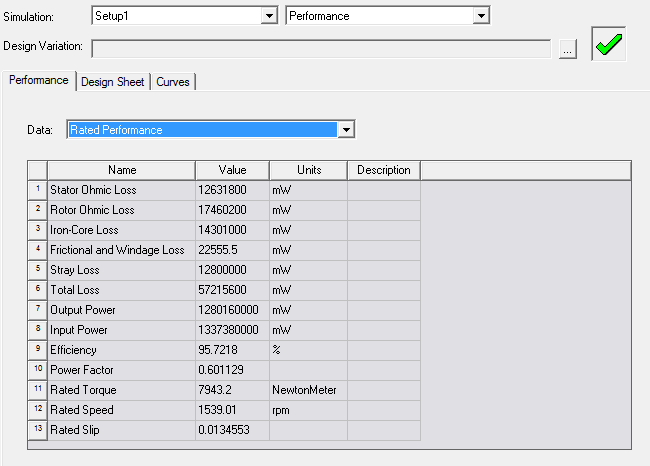 Simulation: Setup1 Performance
Design Variation: ...
Performance Design Sheet Curves
Data: Rated Performance
Name Value Units Description
1 Stator Ohmic Loss 12631800 mW
2 Rotor Ohmic Loss 17460200 mW
3 Iron-Core Loss 14301000 mW
4 Frictional and Windage Loss 22555.5 mW
5 Stray Loss 12800000 mW
6 Total Loss 57215600 mW
7 Output Power 1280160000 mW
8 Input Power 1337380000 mW
9 Efficiency 95.7218 %
10 Power Factor 0.601129
11 Rated Torque 7943.2 NewtonMeter
12 Rated Speed 1539.01 rpm
13 Rated Slip 0.0134553